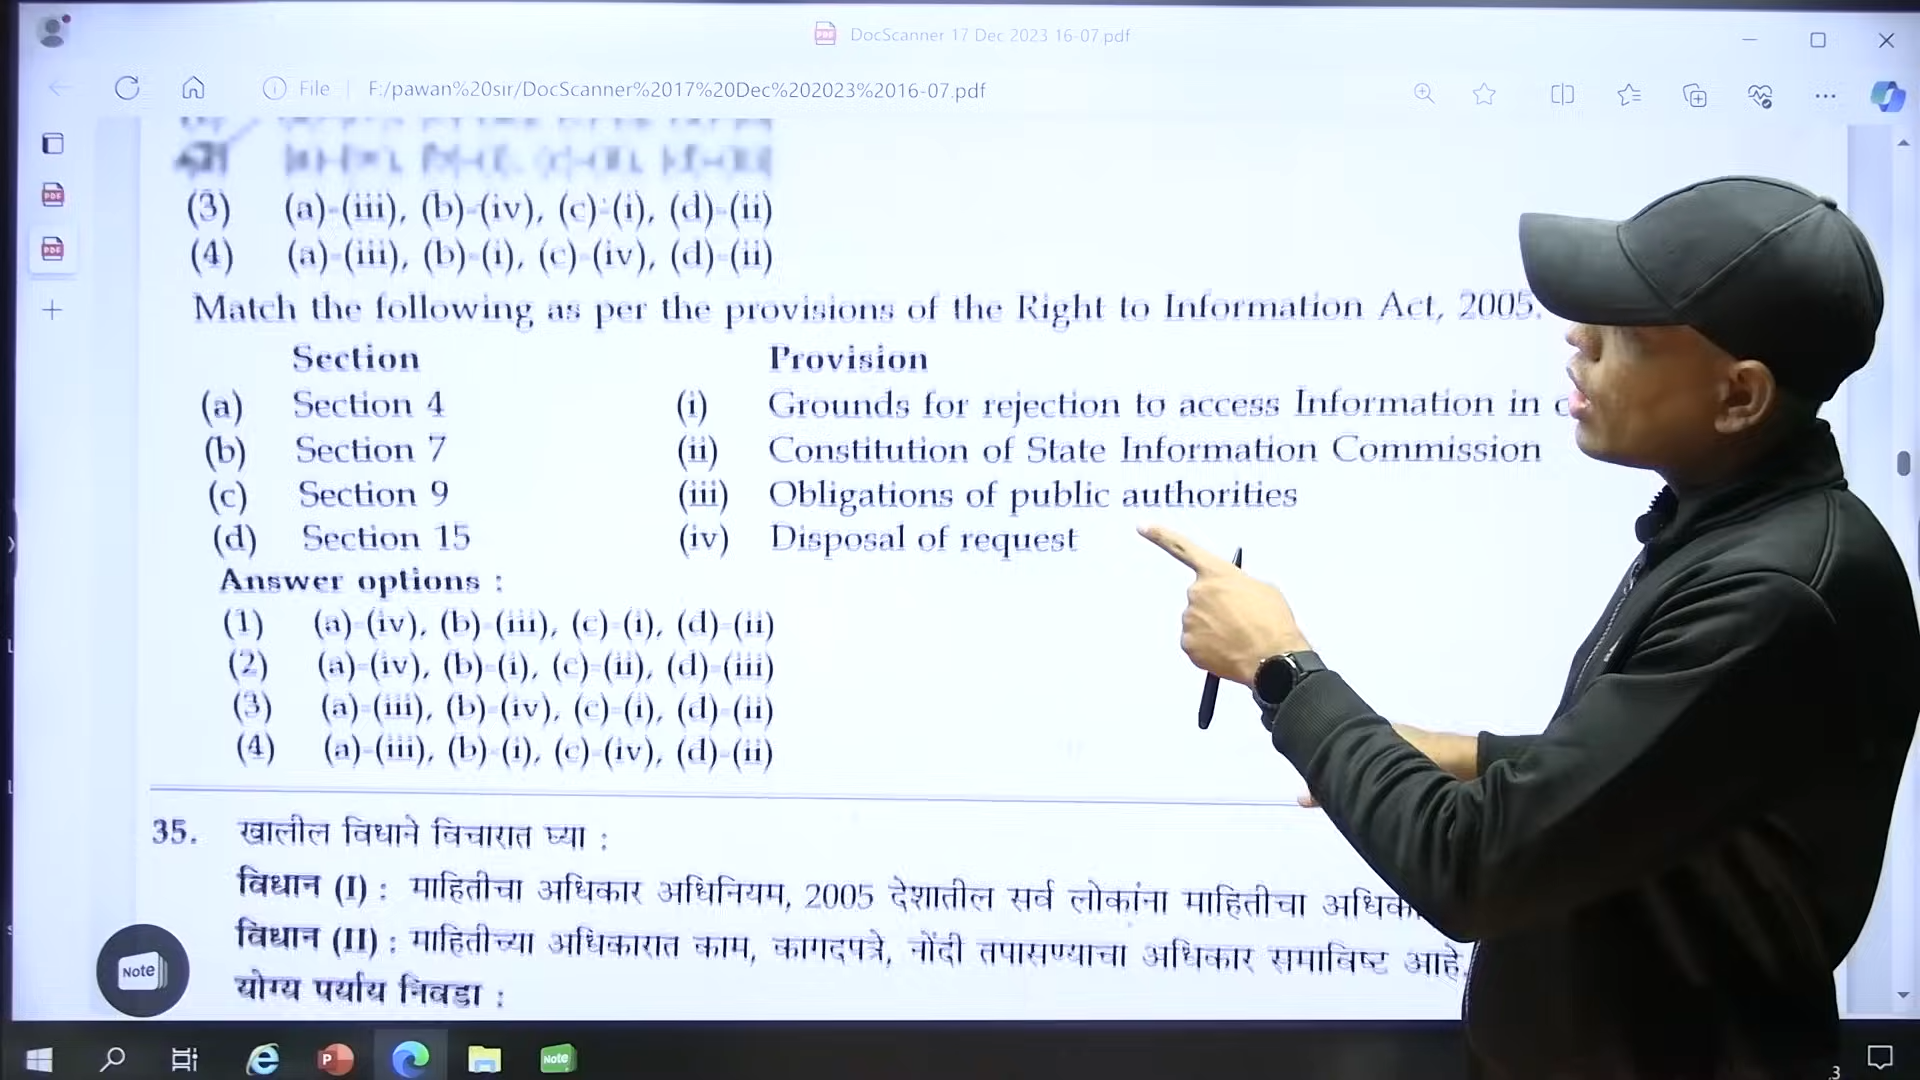 DocScanner 17 Dec 2023 16-07.pdf
File F:/pawan%20sir/DocScanner%2017%20Dec%202023%2016-07.pdf
(3) (a)-(iii), (b)-(iv), (c)-(i), (d)-(ii)
(4) (a)-(iii), (b)-(i), (c)-(iv), (d)-(ii)
Match the following as per the provisions of the Right to Information Act, 2005.
Section Provision
(a) Section 4 (i) Grounds for rejection to access Information in
(b) Section 7 (ii) Constitution of State Information Commission
(c) Section 9 (iii) Obligations of public authorities
(d) Section 15 (iv) Disposal of request
Answer options :
(1) (a)-(iv), (b)-(iii), (c)-(i), (d)-(ii)
(2) (a)-(iv), (b)-(i), (c)-(ii), (d)-(iii)
(3) (a)-(iii), (b)-(iv), (c)-(i), (d)-(ii)
(4) (a)-(iii), (b)-(i), (c)-(iv), (d)-(ii)
35. खालील विधाने विचारात घ्या :
विधान (I) : माहितीचा अधिकार अधिनियम, 2005 देशातील सर्व लोकांना माहितीचा
विधान (II) : माहितीच्या अधिकारात काम, कागदपत्रे, नोंदी तपासण्याचा अधिकार समाविष्ट आहे.
योग्य पर्याय निवडा :
Note
Note